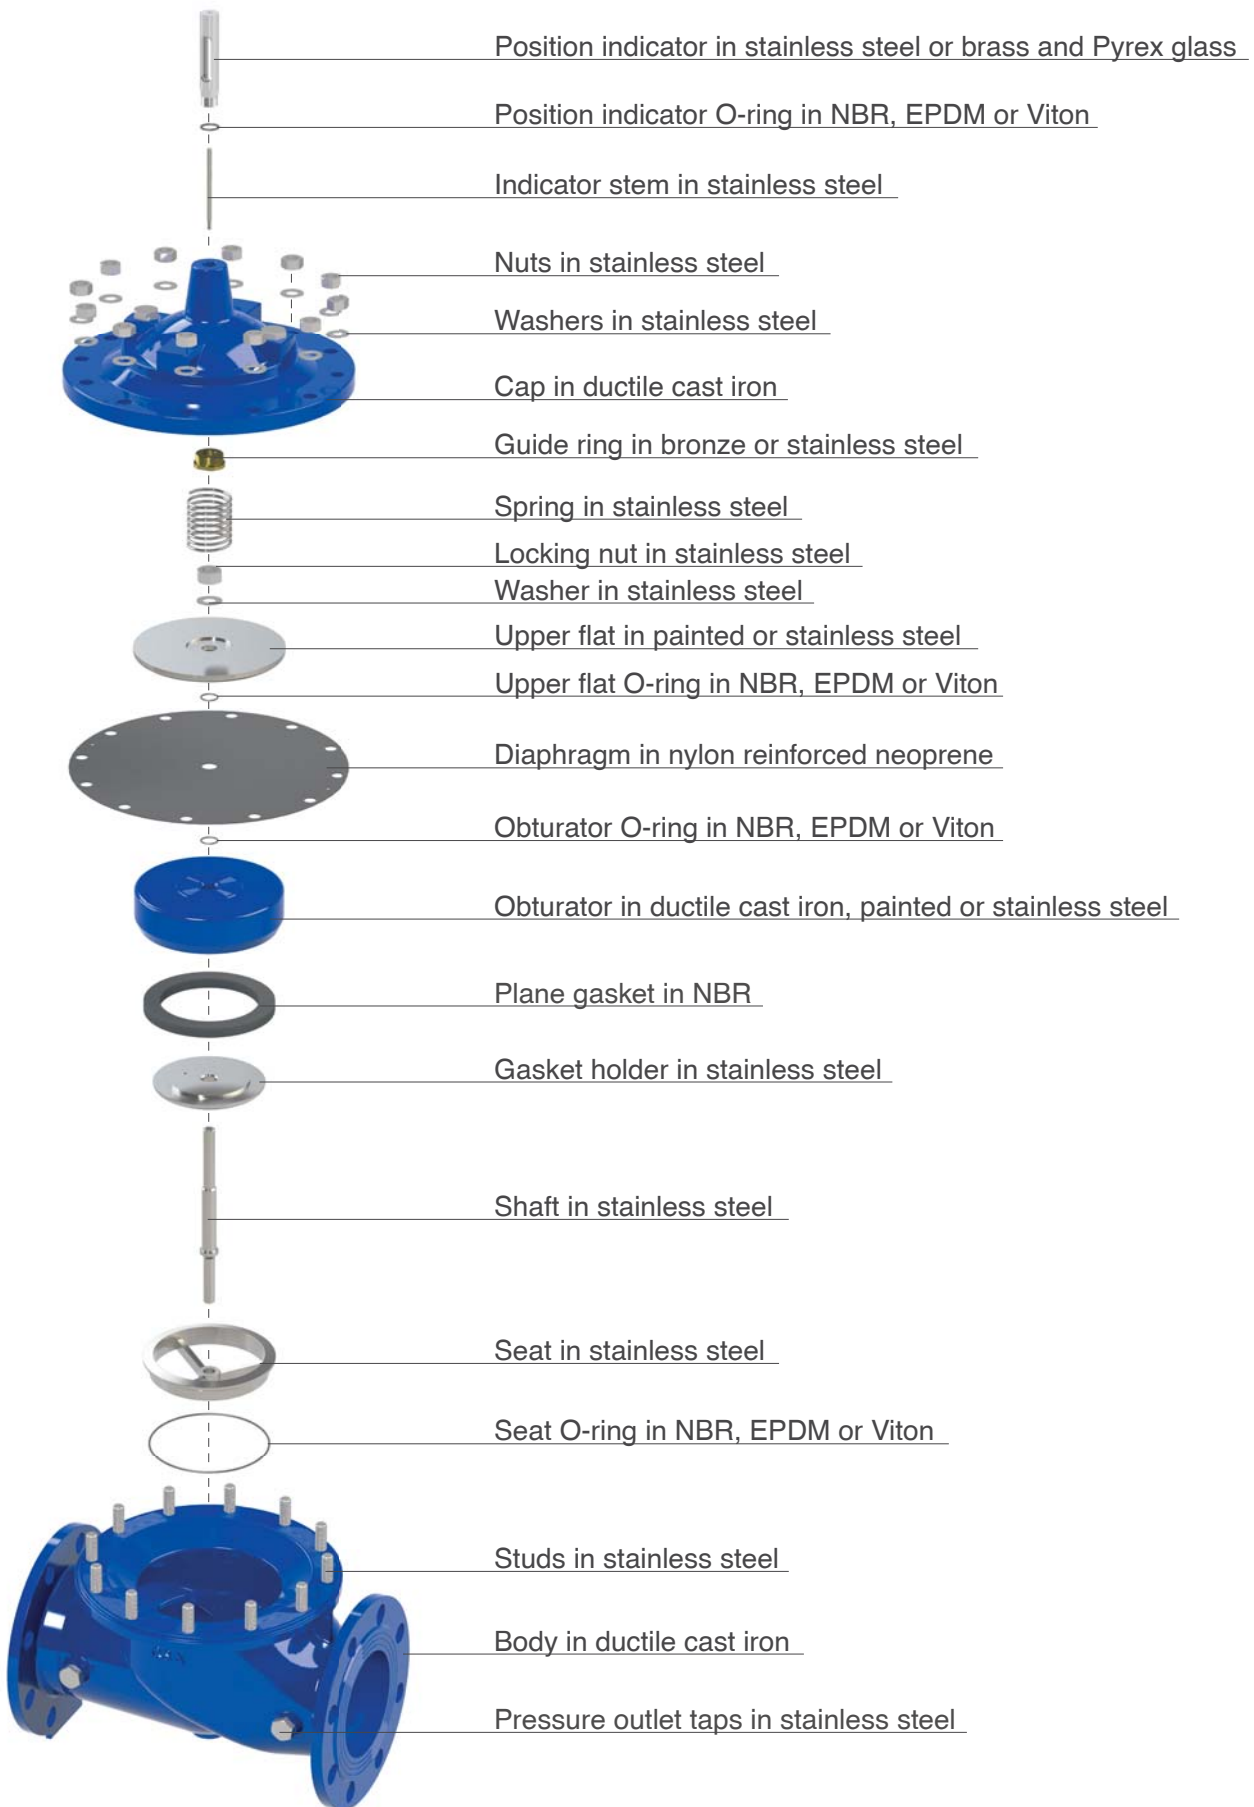 Position indicator in stainless steel or brass and Pyrex glass
Position indicator O-ring in NBR, EPDM or Viton
Indicator stem in stainless steel
Nuts in stainless steel
Washers in stainless steel
Cap in ductile cast iron
Guide ring in bronze or stainless steel
Spring in stainless steel
Locking nut in stainless steel
Washer in stainless steel
Upper flat in painted or stainless steel
Upper flat O-ring in NBR, EPDM or Viton
Diaphragm in nylon reinforced neoprene
Obturator O-ring in NBR, EPDM or Viton
Obturator in ductile cast iron, painted or stainless steel
Plane gasket in NBR
Gasket holder in stainless steel
Shaft in stainless steel
Seat in stainless steel
Seat O-ring in NBR, EPDM or Viton
Studs in stainless steel
Body in ductile cast iron
Pressure outlet taps in stainless steel